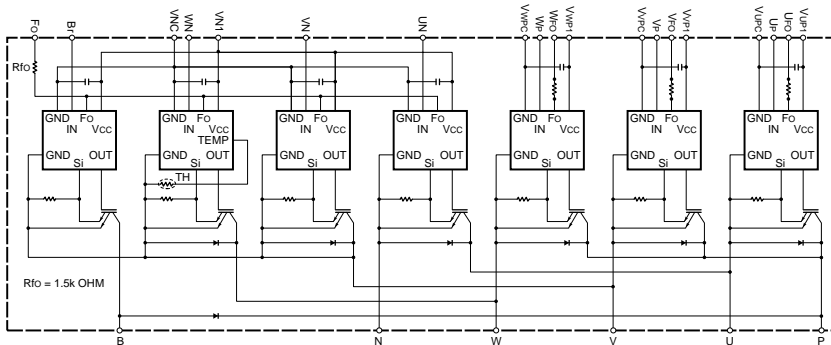 FO Br VNC WN VN1 VN UN VWPC WP WFO VWP1 VVPC VP VFO VVP1 VUPC UP UFO VUP1
RfO
GND FO
IN VCC
GND OUT
Si
GND FO
IN VCC
TEMP
GND OUT
Si
TH
GND FO
IN VCC
GND OUT
Si
GND FO
IN VCC
GND OUT
Si
GND FO
IN VCC
GND OUT
Si
GND FO
IN VCC
GND OUT
Si
GND FO
IN VCC
GND OUT
Si
RfO = 1.5k OHM
B N W V U P